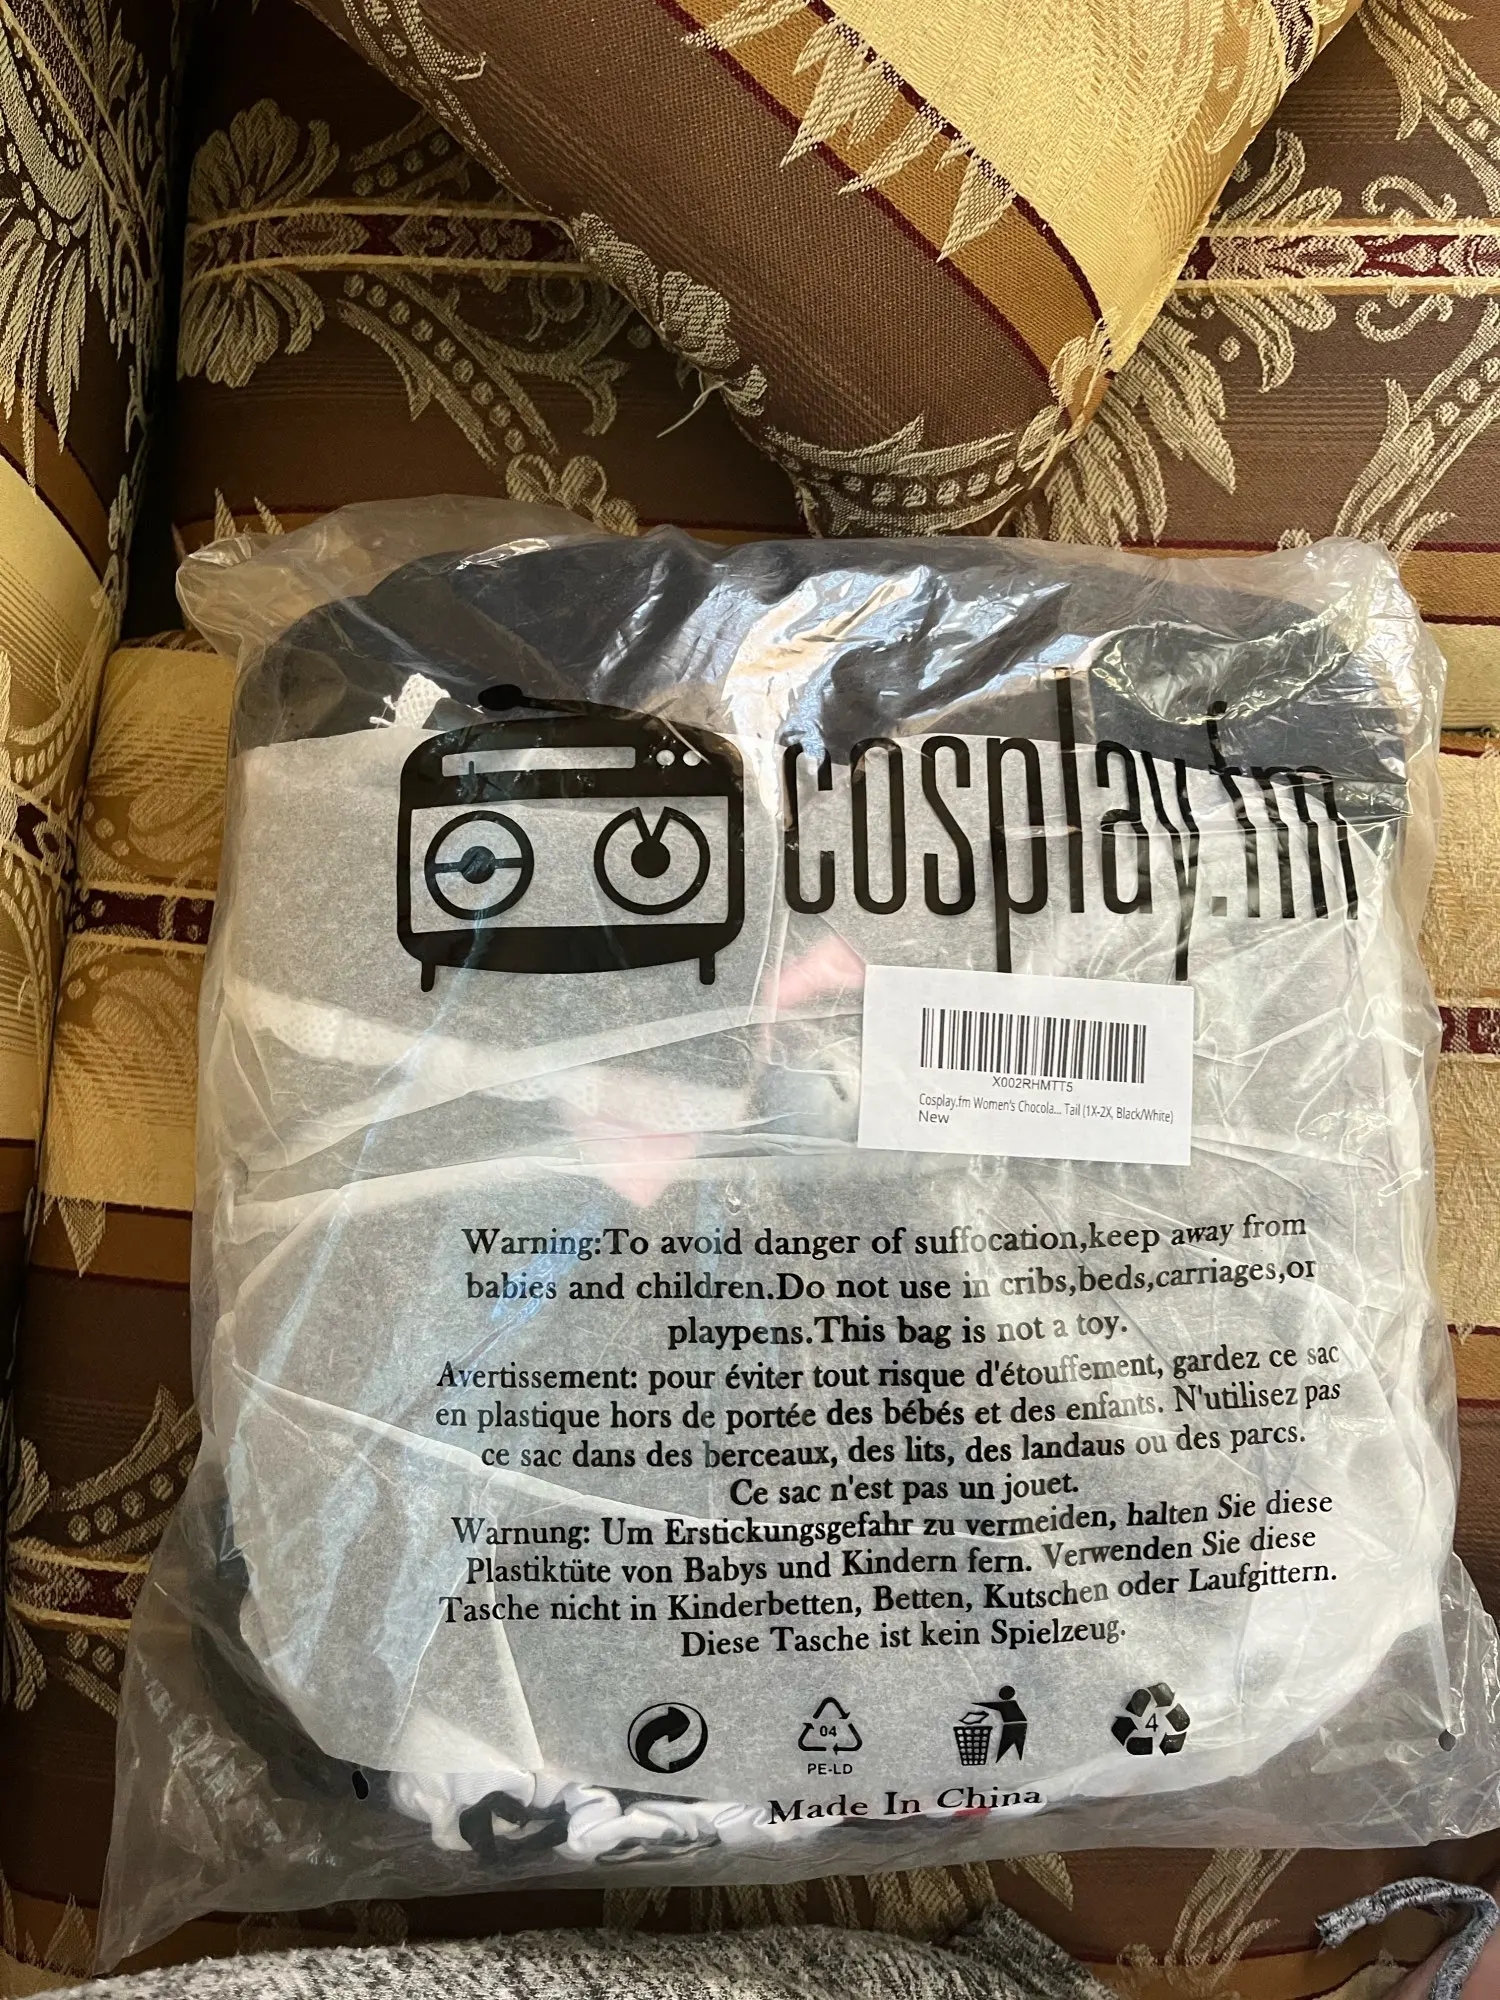 cosplay.fm
X002RHMTT5
Cosplay.fm Women's Chocola... Tail (1X-2X, Black/White)
New
Warning:To avoid danger of suffocation,keep away from
babies and children.Do not use in cribs,beds,carriages,or
playpens.This bag is not a toy.
Avertissement: pour éviter tout risque d'étouffement, gardez ce sac
en plastique hors de portée des bébés et des enfants. N'utilisez pas
ce sac dans des berceaux, des lits, des landaus ou des parcs.
Ce sac n'est pas un jouet.
Warnung: Um Erstickungsgefahr zu vermeiden, halten Sie diese
Plastiktüte von Babys und Kindern fern. Verwenden Sie diese
Tasche nicht in Kinderbetten, Betten, Kutschen oder Laufgittern.
Diese Tasche ist kein Spielzeug.
04
4
PE-LD
Made In China